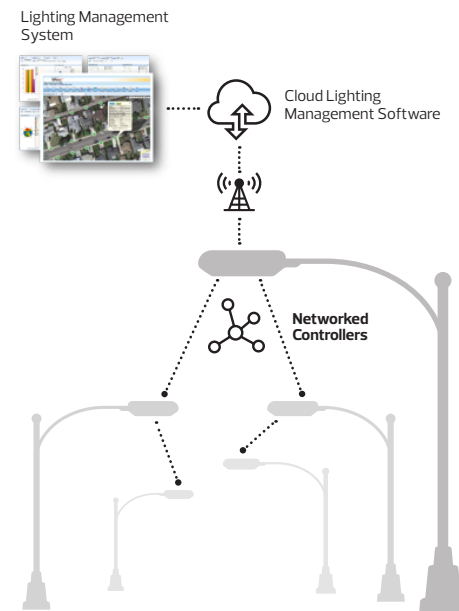 Lighting Management
System
Cloud Lighting
Management Software
Networked
Controllers